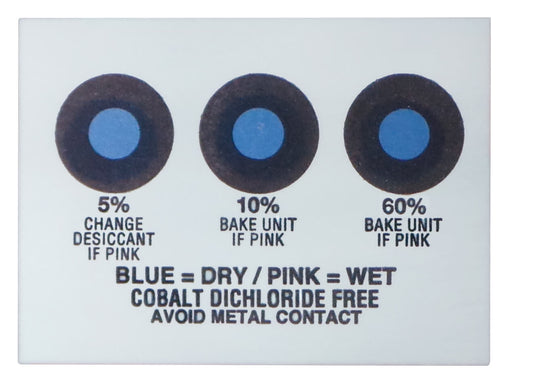 5%
CHANGE
DESICCANT
IF PINK
10%
BAKE UNIT
IF PINK
60%
BAKE UNIT
IF PINK
BLUE = DRY / PINK = WET
COBALT DICHLORIDE FREE
AVOID METAL CONTACT